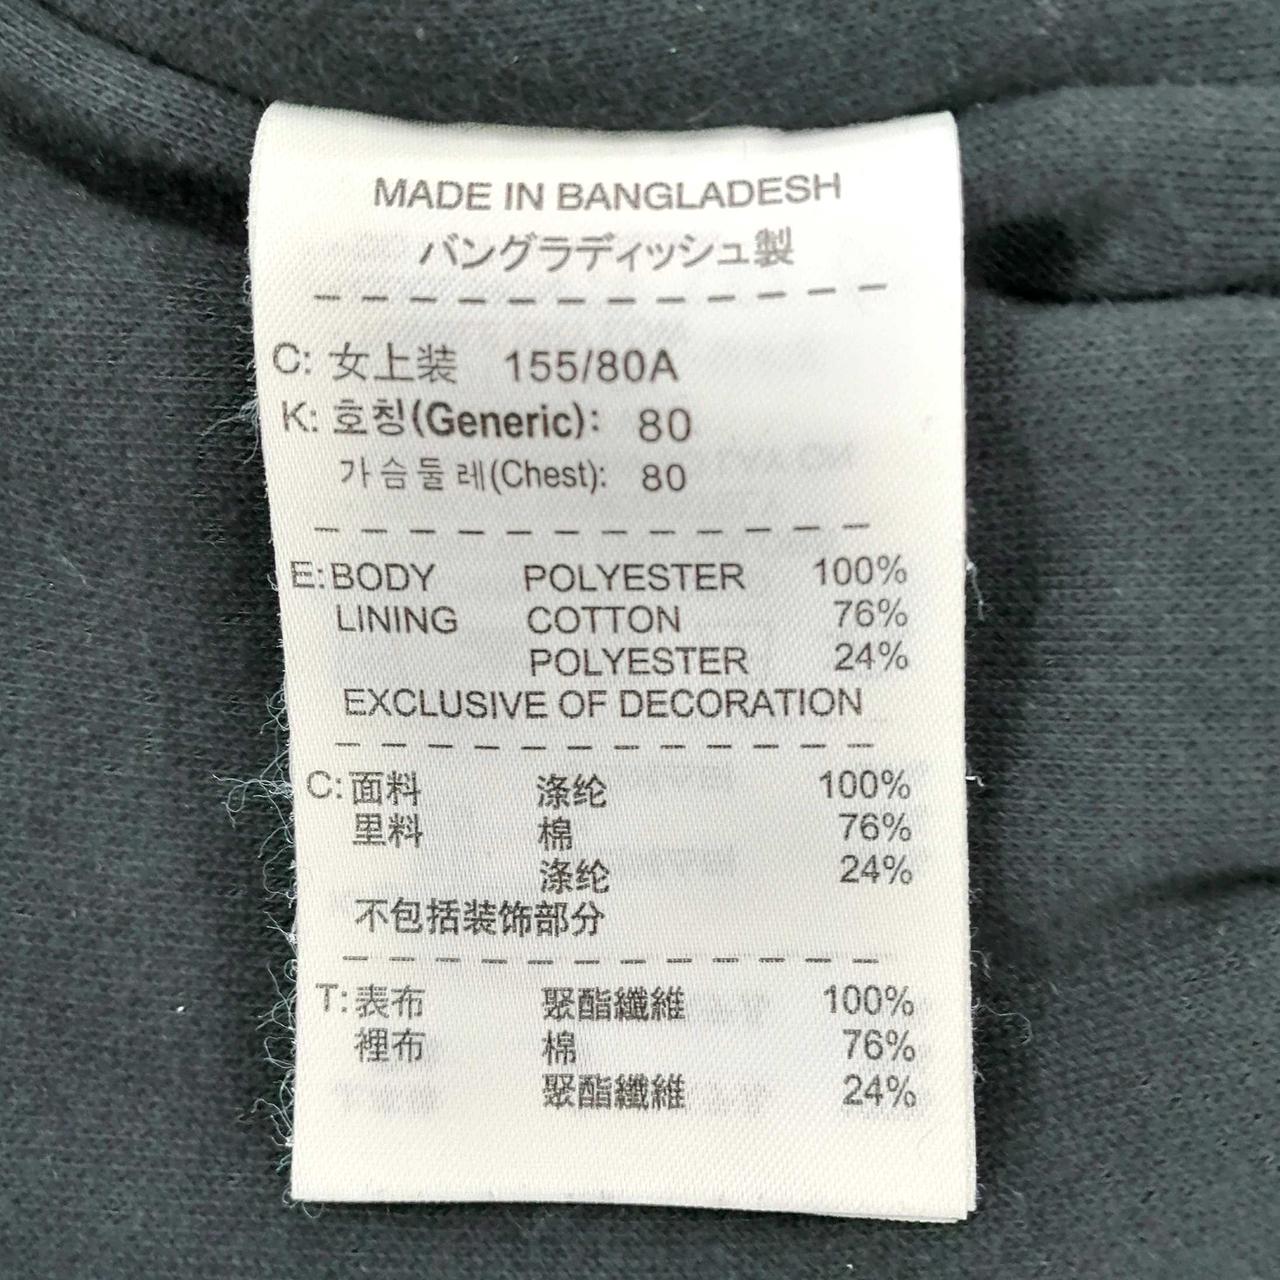 MADE IN BANGLADESH
バングラディッシュ製
C: 女上装 155/80A
K: 호칭(Generic): 80
가슴둘레(Chest): 80
E: BODY POLYESTER 100%
LINING COTTON 76%
POLYESTER 24%
EXCLUSIVE OF DECORATION
C: 面料 涤纶 100%
里料 棉 76%
涤纶 24%
不包括装饰部分
T: 表布 聚酯纖維 100%
裡布 棉 76%
聚酯纖維 24%